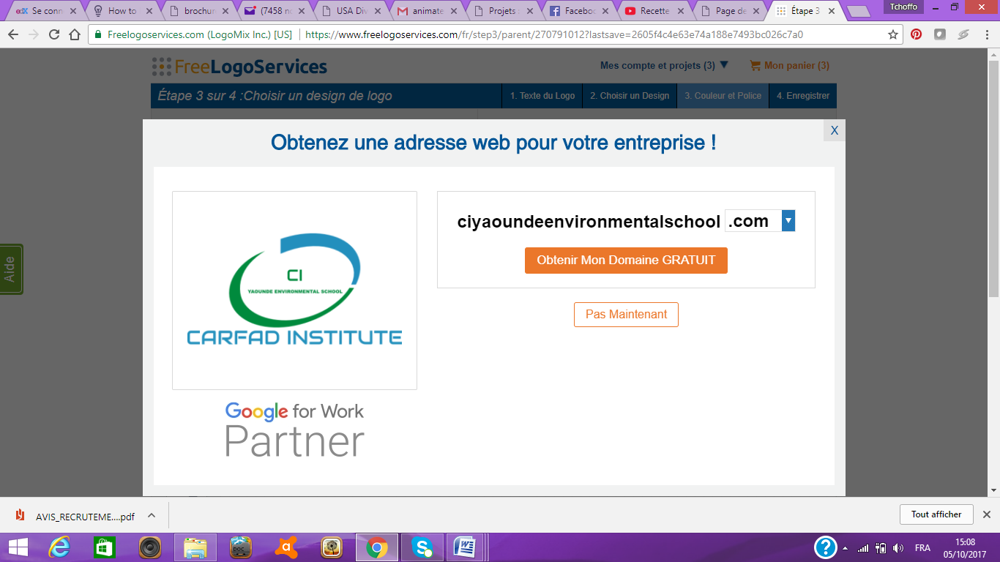 Se conn
How to
brochur
(7458 n
USA Div
animate
Projets
Faceboo
Recette
Page de
Étape 3
Tchoffo
Freelogoservices.com (LogoMix Inc.) [US]
https://www.freelogoservices.com/fr/step3/parent/270791012?lastsave=2605f4c4e63e74a188e7493bc026c7a0
FreeLogoServices
Mes compte et projets (3)
Mon panier (3)
Étape 3 sur 4 :Choisir un design de logo
1. Texte du Logo
2. Choisir un Design
3. Couleur et Police
4. Enregistrer
X
Obtenez une adresse web pour votre entreprise !
Aide
CI
YAOUNDE ENVIRONMENTAL SCHOOL
CARFAD INSTITUTE
ciyaoundeenvironmentalschool .com
Obtenir Mon Domaine GRATUIT
Pas Maintenant
Google for Work
Partner
AVIS_RECRUTEME....pdf
Tout afficher
DOC
FRA
15:08
05/10/2017